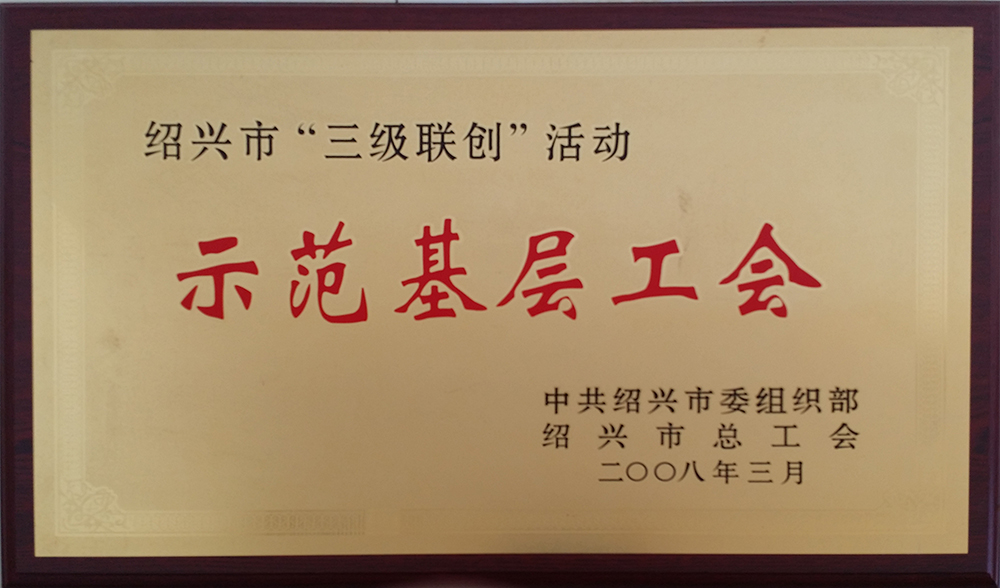 绍兴市“三级联创”活动
示范基层工会
中共绍兴市委组织部
绍兴市总工会
二〇〇八年三月